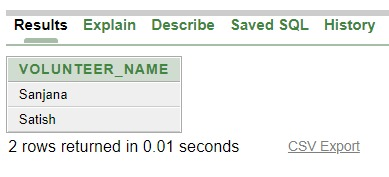 Results Explain Describe Saved SQL History
VOLUNTEER_NAME
Sanjana
Satish
2 rows returned in 0.01 seconds CSV Export